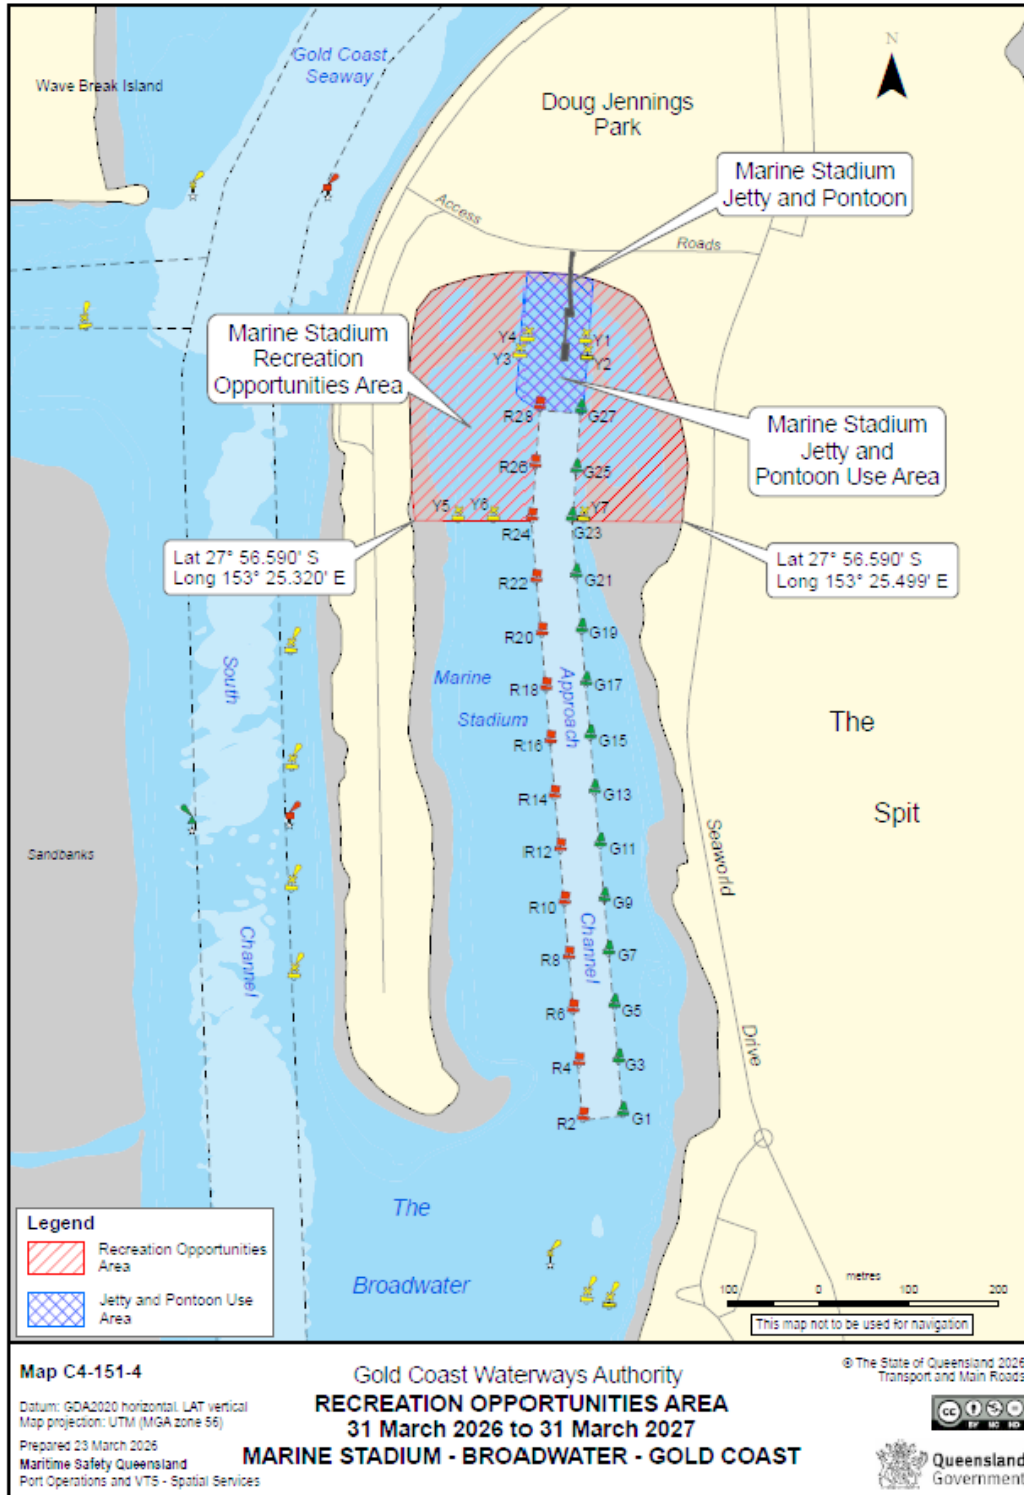 Gold Coast
Seaway
Wave Break Island
Doug Jennings
Park
N
Marine Stadium
Jetty and Pontoon
Access
Roads
Marine Stadium
Recreation
Opportunities Area
Y4
Y3
Y1
Y2
R28
G27
Marine Stadium
Jetty and
Pontoon Use Area
R26
G25
Y5
Y6
Y7
R24
G23
Lat 27° 56.590' S
Long 153° 25.320' E
Lat 27° 56.590' S
Long 153° 25.499' E
R22
G21
R20
G19
South
Marine
Stadium
Approach
R18
G17
R16
G15
The
Spit
R14
G13
Sandbanks
Seaworld
R12
G11
R10
G9
Channel
Channel
R8
G7
R6
G5
Drive
R4
G3
R2
G1
The
Broadwater
Legend
Recreation Opportunities
Area
Jetty and Pontoon Use
Area
metres
100 0 100 200
This map not to be used for navigation
Map C4-151-4
Datum: GDA2020 horizontal. LAT vertical
Map projection: UTM (MGA zone 56)
Prepared 23 March 2026
Maritime Safety Queensland
Port Operations and VTS - Spatial Services
Gold Coast Waterways Authority
RECREATION OPPORTUNITIES AREA
31 March 2026 to 31 March 2027
MARINE STADIUM - BROADWATER - GOLD COAST
© The State of Queensland 2026
Transport and Main Roads
cc
BY NC ND
Queensland
Government